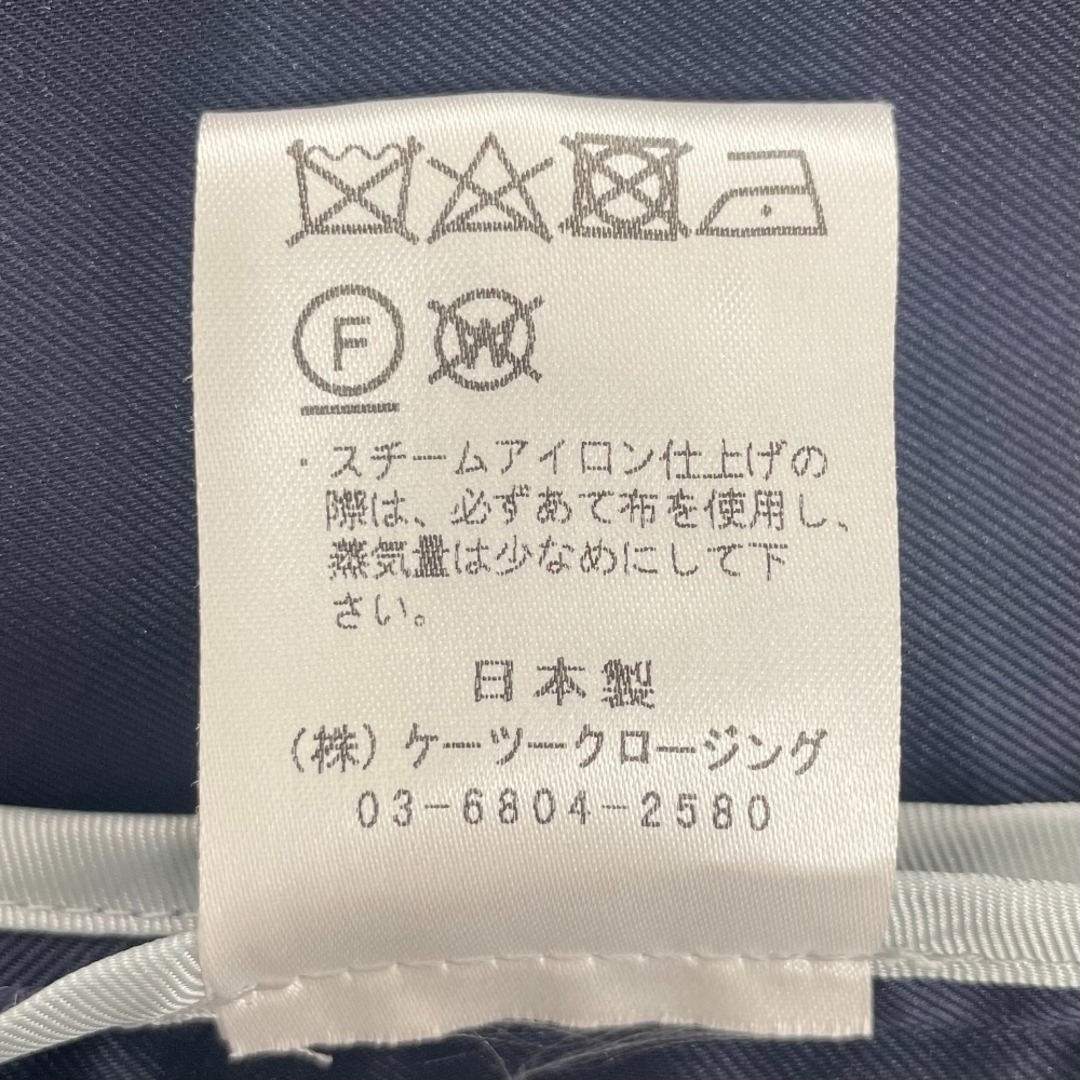 F W
・スチームアイロン仕上げの
際は、必ずあて布を使用し、
蒸気量は少なめにして下
さい。
日本製
（株）ケーツークロージング
03-6804-2580